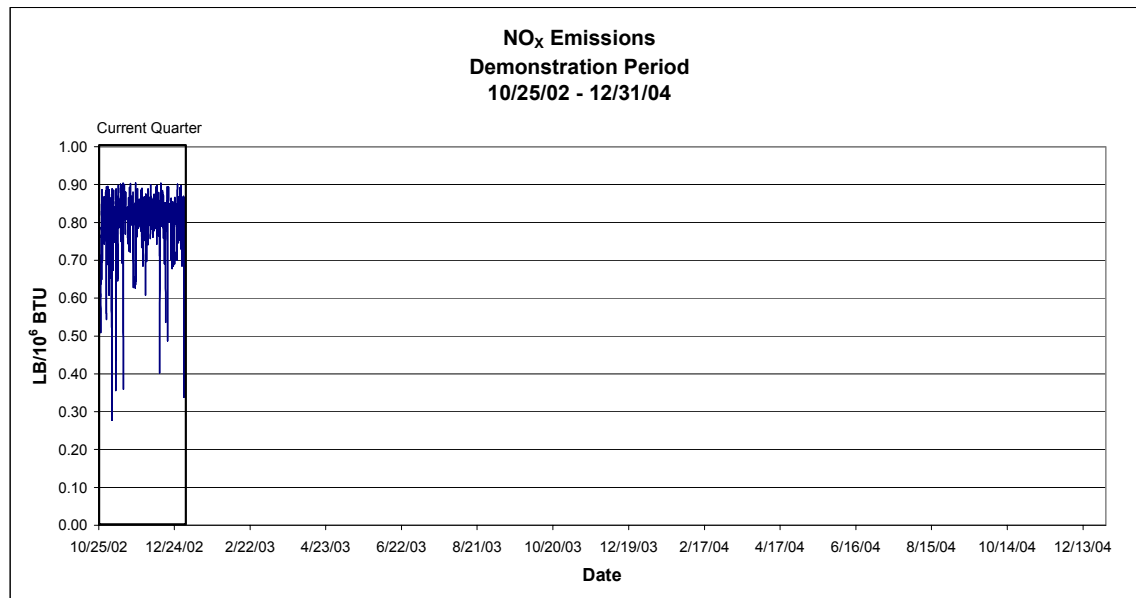 NOX Emissions
Demonstration Period
10/25/02 - 12/31/04
Current Quarter
1.00
0.90
0.80
0.70
0.60
0.50
0.40
0.30
0.20
0.10
0.00
LB/10⁶ BTU
10/25/02 12/24/02 2/22/03 4/23/03 6/22/03 8/21/03 10/20/03 12/19/03 2/17/04 4/17/04 6/16/04 8/15/04 10/14/04 12/13/04
Date